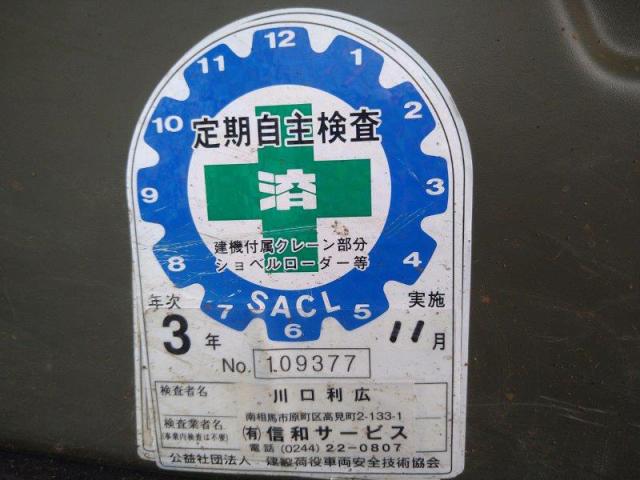 12
11
1
10
2
定期自主検査
9
済
3
建機付属クレーン部分
8
ショベルローダー等
4
7
SACL
5
6
年次
実施
3年
11月
No. 109377
検査者名
川口利広
南相馬市原町区高見町2-133-1
検査業者名
(有)信和サービス
(事業内検査は不要)
電話 (0244) 22-0807
公益社団法人 建設荷役車両安全技術協会